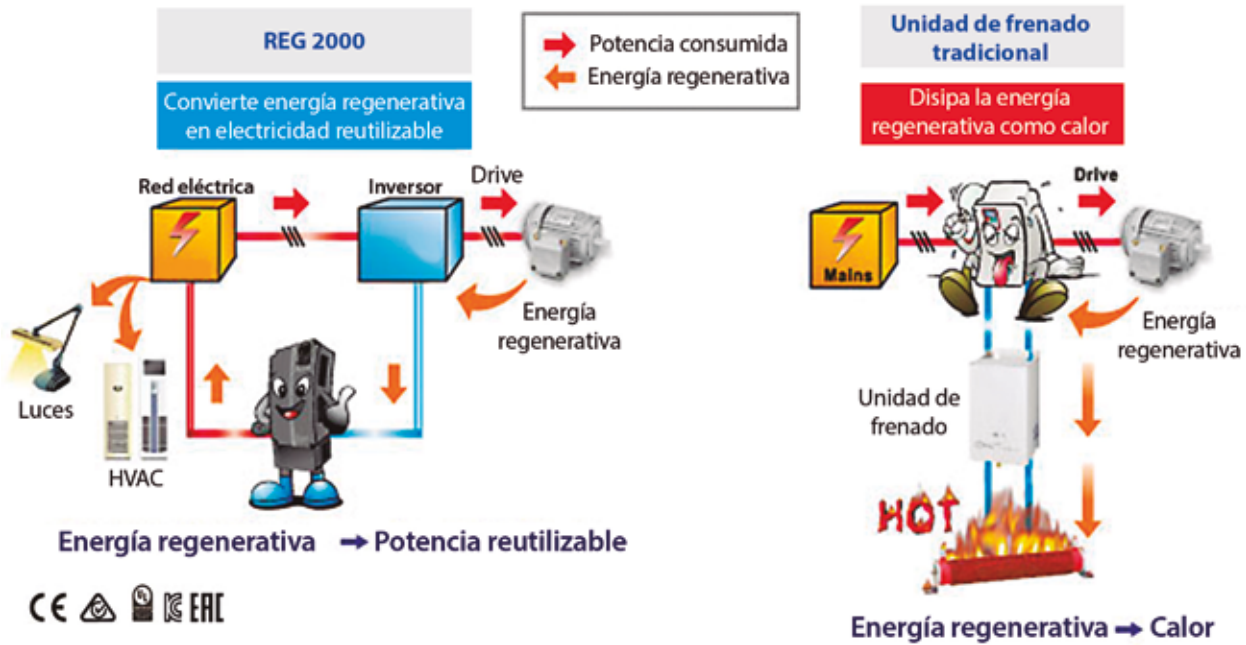 REG 2000
Convierte energía regenerativa
en electricidad reutilizable
Potencia consumida
Energía regenerativa
Unidad de frenado
tradicional
Disipa la energía
regenerativa como calor
Red eléctrica
Inversor
Drive
Energía
regenerativa
Luces
HVAC
Energía regenerativa → Potencia reutilizable
CE
UL
EAC
Mains
Drive
Energía
regenerativa
Unidad de
frenado
HOT
Energía regenerativa → Calor